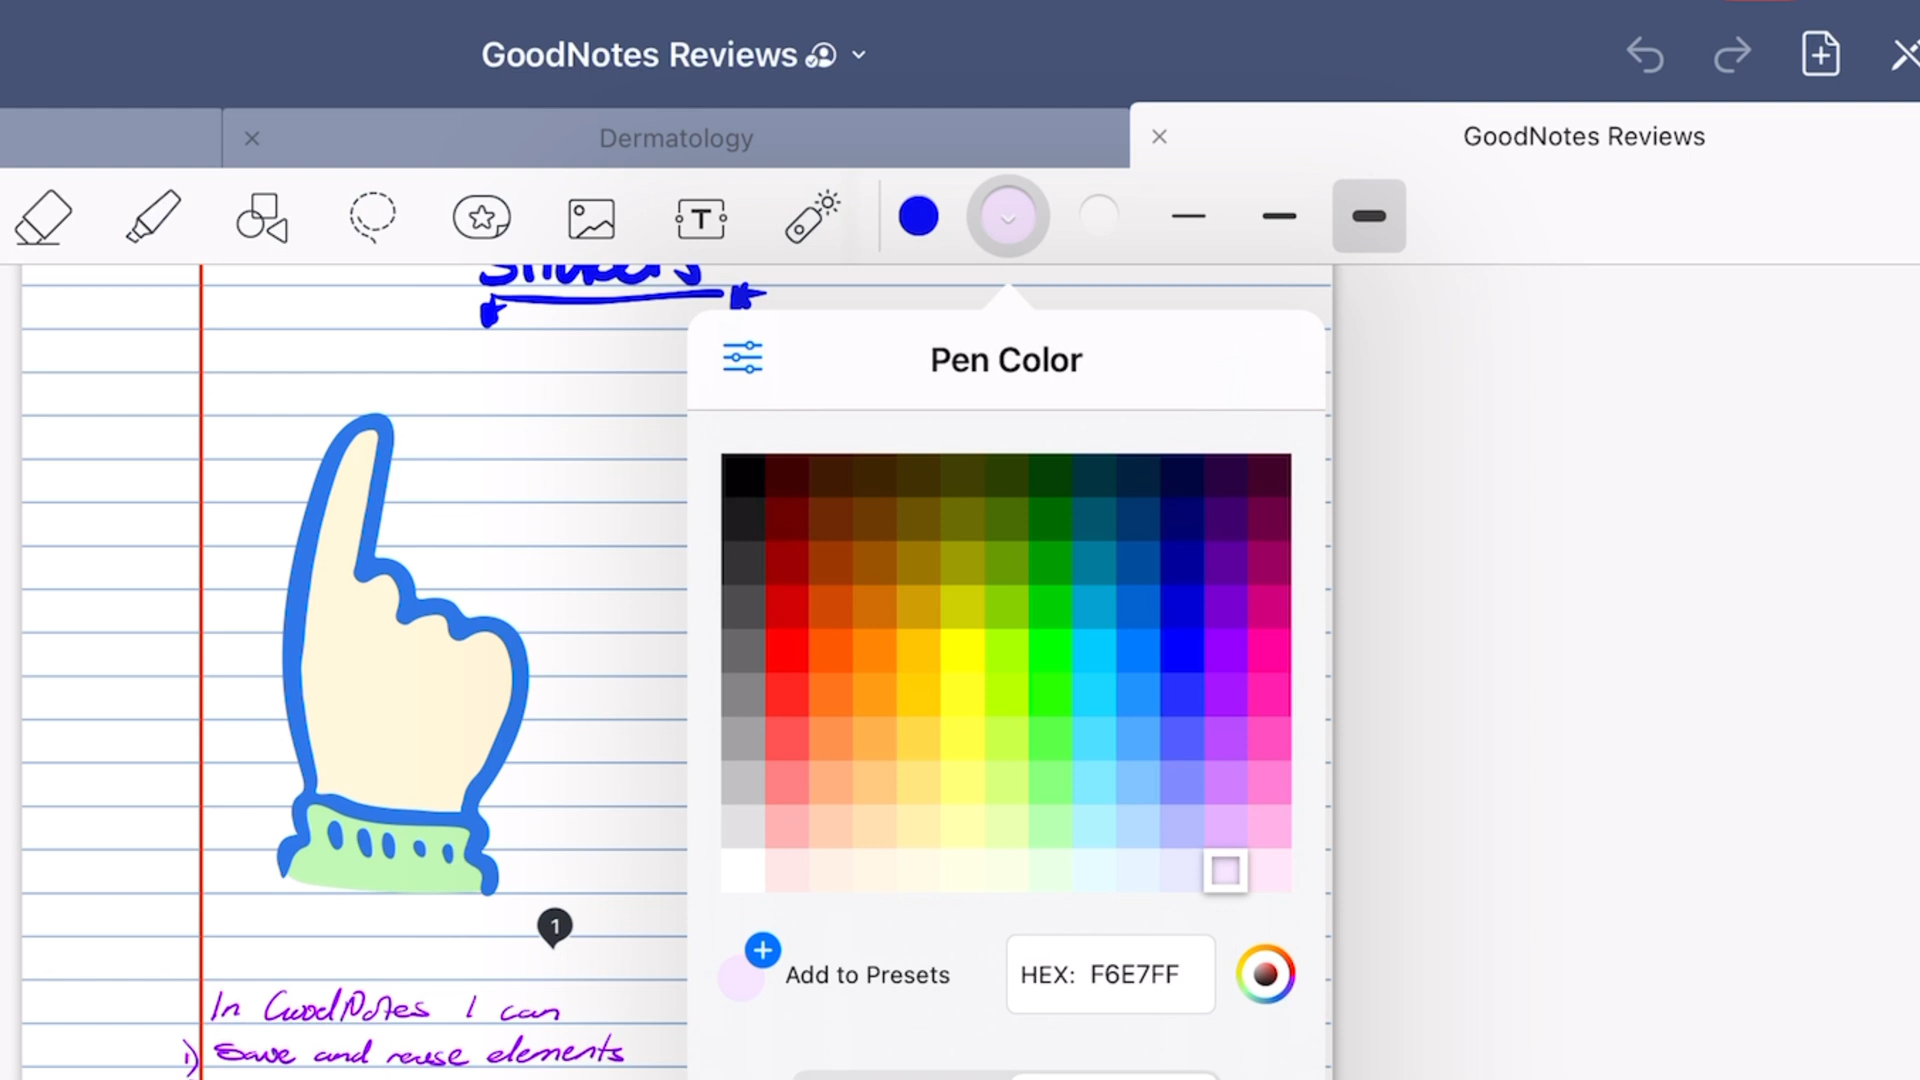 GoodNotes Reviews
Dermatology
GoodNotes Reviews
T
Stickers
Pen Color
1
Add to Presets
HEX: F6E7FF
In GoodNotes I can
1) Save and reuse elements